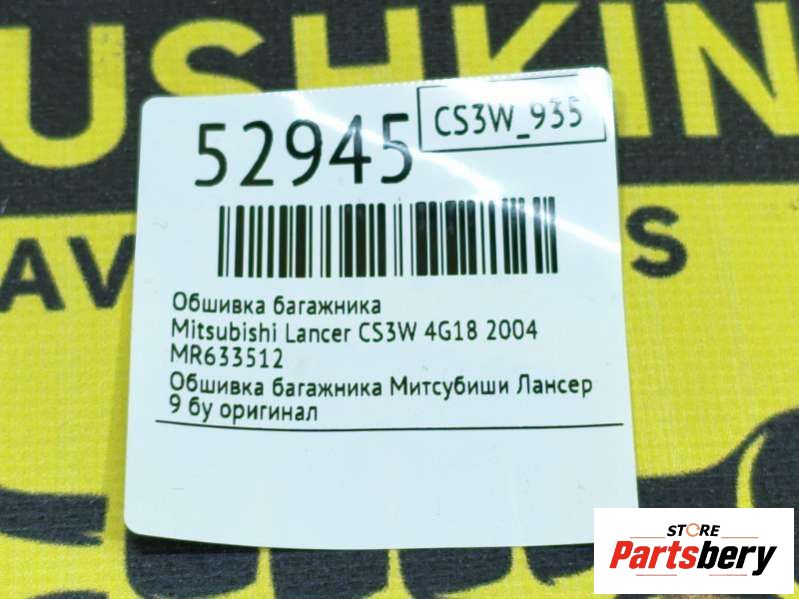 USHKIN
AV
S
52945
CS3W_935
Обшивка багажника
Mitsubishi Lancer CS3W 4G18 2004
MR633512
Обшивка багажника Митсубиши Лансер
9 бу оригинал
STORE
Partsbery